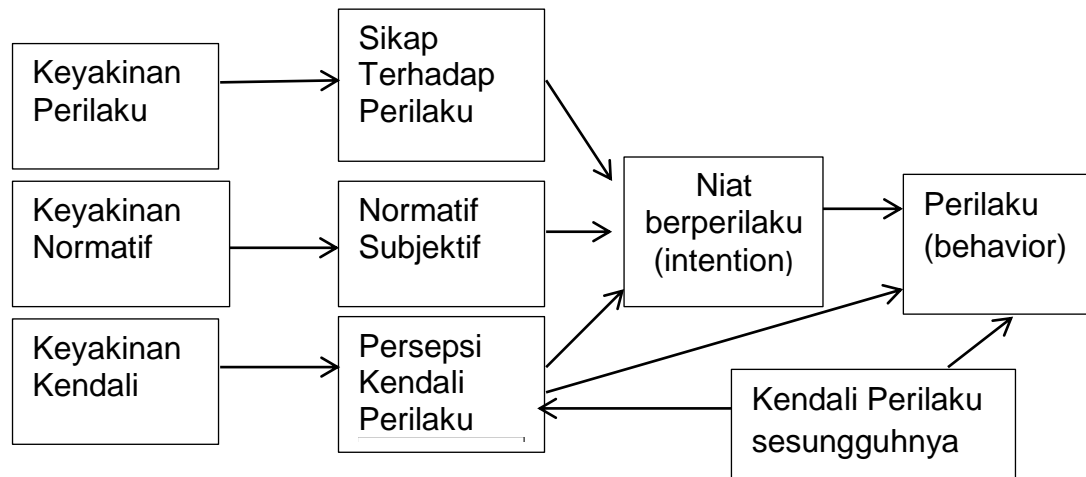 Keyakinan
Perilaku
Sikap
Terhadap
Perilaku
Keyakinan
Normatif
Normatif
Subjektif
Keyakinan
Kendali
Persepsi
Kendali
Perilaku
Niat
berperilaku
(intention)
Perilaku
(behavior)
Kendali Perilaku
sesungguhnya